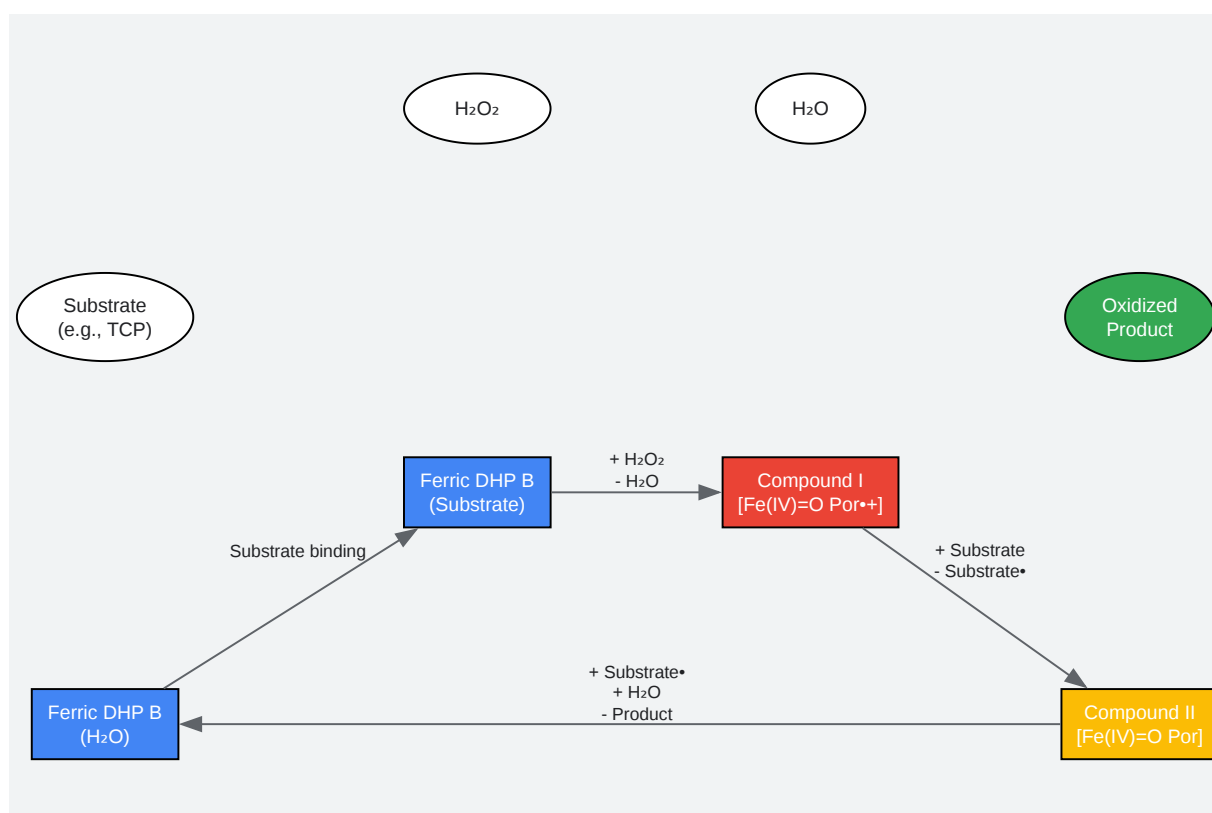 H₂O₂
H₂O
Substrate
(e.g., TCP)
Oxidized
Product
Ferric DHP B
(Substrate)
+ H₂O₂
- H₂O
Compound I
[Fe(IV)=O Por•+]
Substrate binding
+ Substrate
- Substrate•
+ Substrate•
+ H₂O
- Product
Ferric DHP B
(H₂O)
Compound II
[Fe(IV)=O Por]